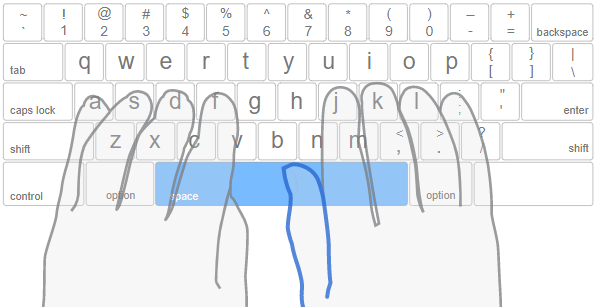 ~ ! @ # $ % ^ & * ( ) – + backspace
` 1 2 3 4 5 6 7 8 9 0 - =
tab q w e r t y u i o p { } |
[ ] \
caps lock a s d f g h j k l : " enter
; '
shift z x c v b n m < > ? shift
, . /
control option space option